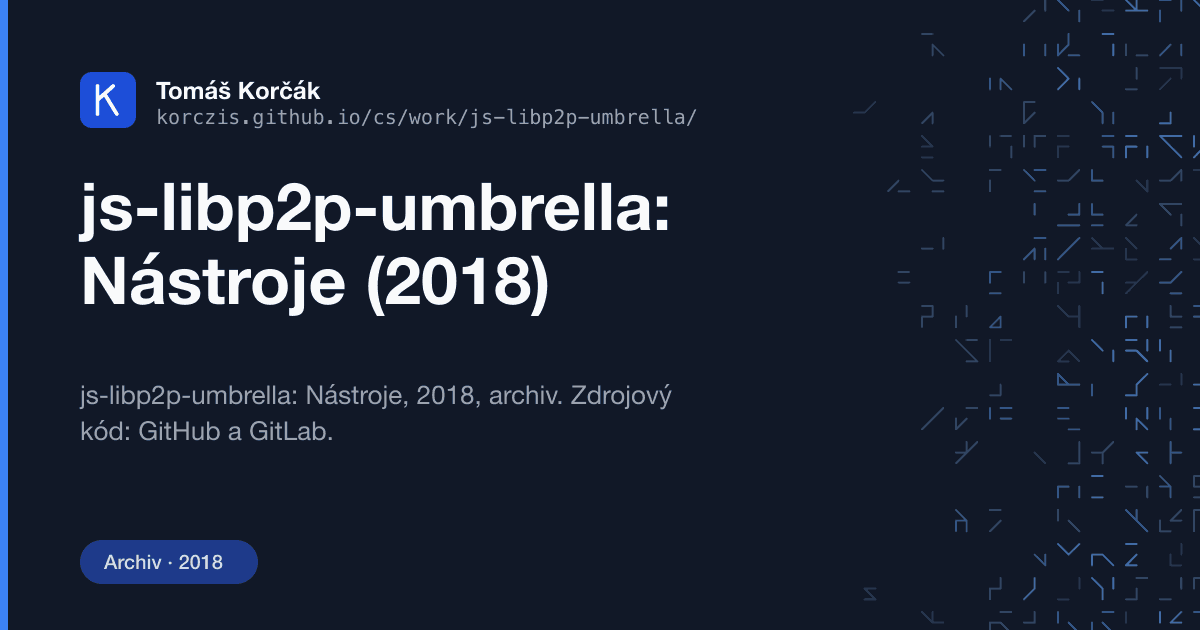 K
Tomáš Korčák
korczis.github.io/cs/work/js-libp2p-umbrella/
js-libp2p-umbrella:
Nástroje (2018)
js-libp2p-umbrella: Nástroje, 2018, archiv. Zdrojový
kód: GitHub a GitLab.
Archiv · 2018